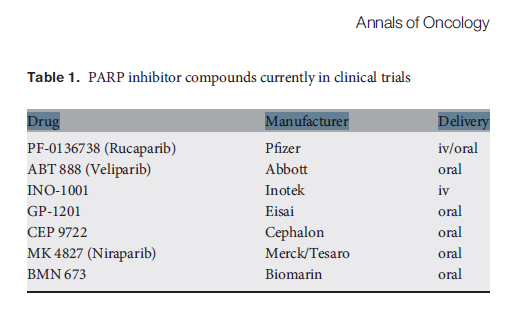 Annals of Oncology
Table 1. PARP inhibitor compounds currently in clinical trials
Drug Manufacturer Delivery
PF-0136738 (Rucaparib) Pfizer iv/oral
ABT 888 (Veliparib) Abbott oral
INO-1001 Inotek iv
GP-1201 Eisai oral
CEP 9722 Cephalon oral
MK 4827 (Niraparib) Merck/Tesaro oral
BMN 673 Biomarin oral